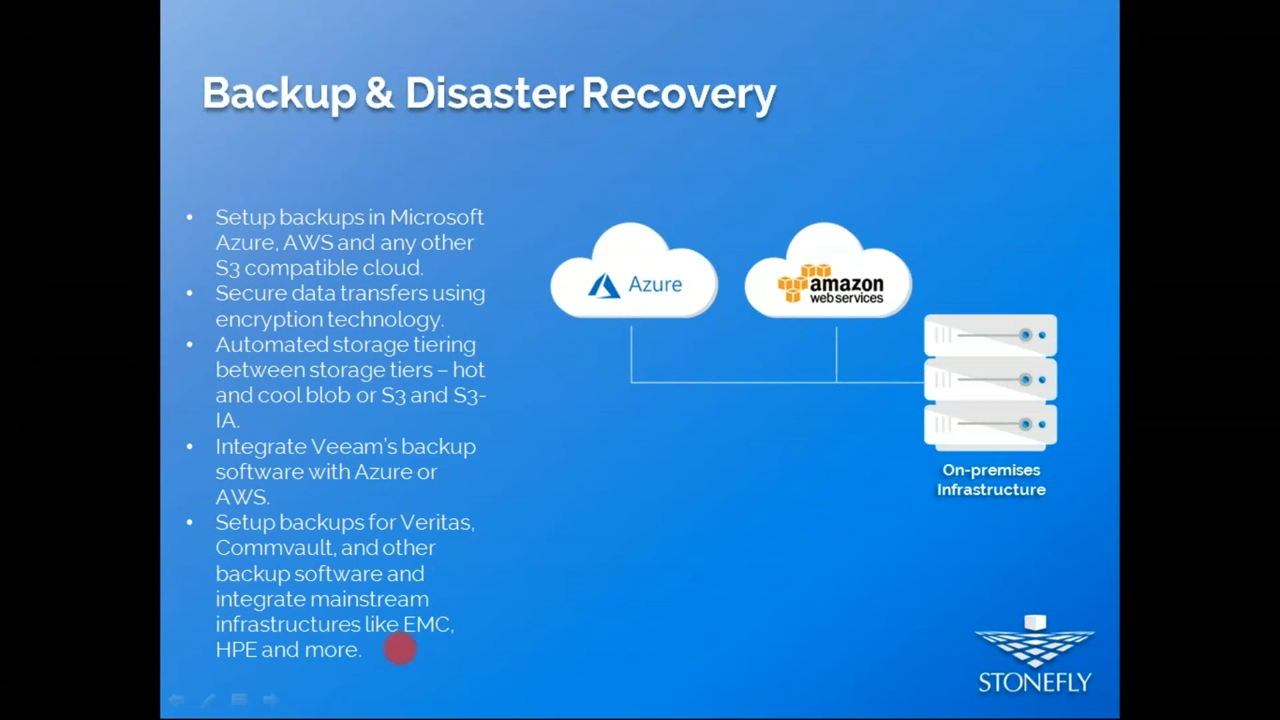 Backup & Disaster Recovery
• Setup backups in Microsoft
Azure, AWS and any other
S3 compatible cloud.
• Secure data transfers using
encryption technology.
• Automated storage tiering
between storage tiers – hot
and cool blob or S3 and S3-
IA.
• Integrate Veeam's backup
software with Azure or
AWS.
• Setup backups for Veritas,
Commvault, and other
backup software and
integrate mainstream
infrastructures like EMC,
HPE and more.
Azure
amazon
web services
On-premises
Infrastructure
STONEFLY